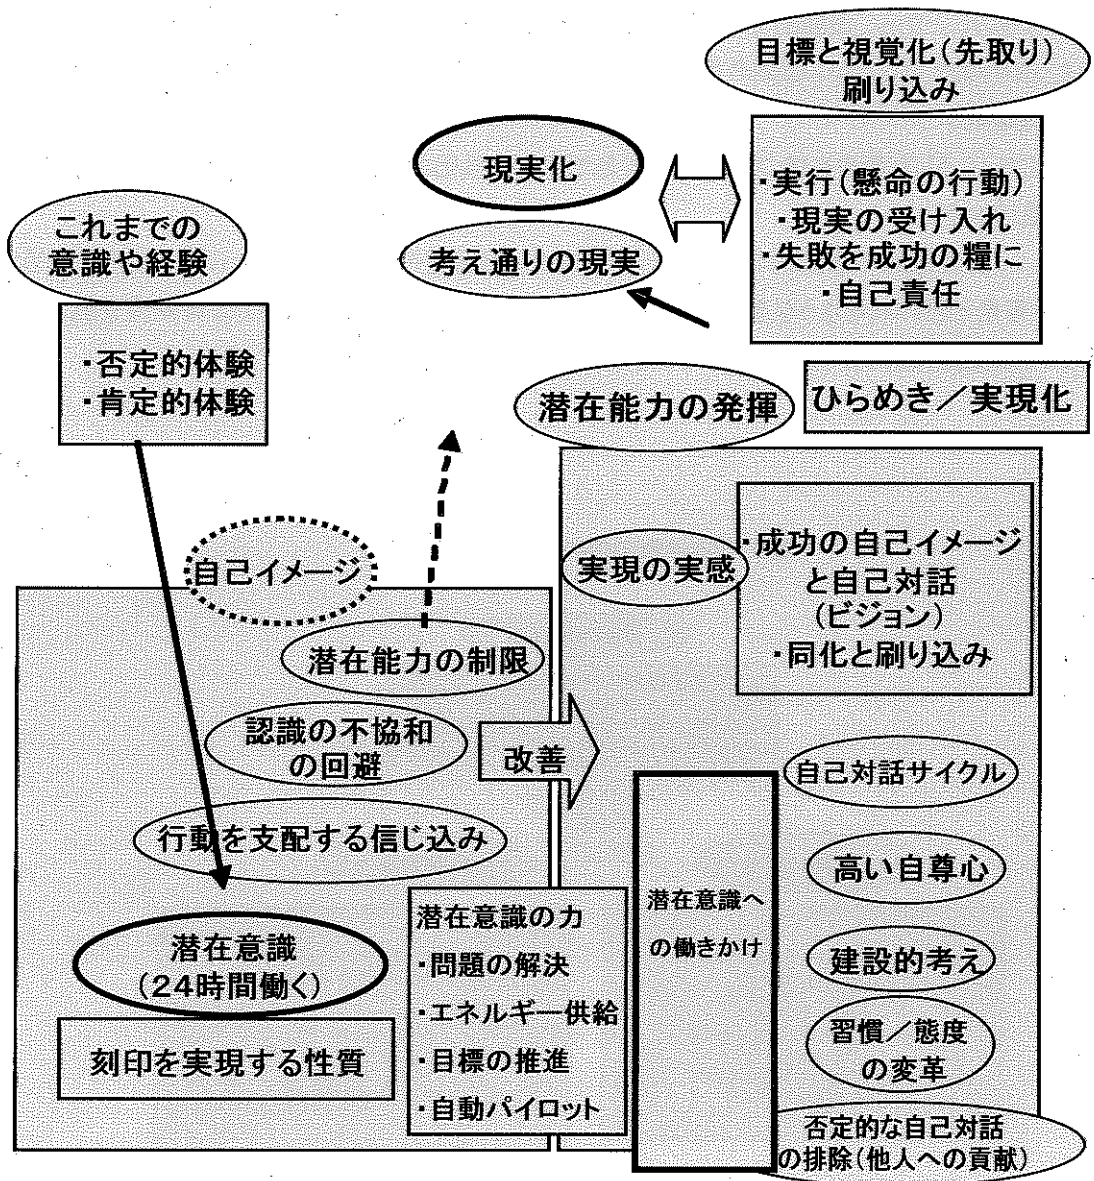 目標と視覚化(先取り)
刷り込み
現実化
・実行(懸命の行動)
・現実の受け入れ
・失敗を成功の糧に
・自己責任
これまでの
意識や経験
考え通りの現実
・否定的体験
・肯定的体験
潜在能力の発揮
ひらめき/実現化
自己イメージ
実現の実感
・成功の自己イメージ
と自己対話
(ビジョン)
・同化と刷り込み
潜在能力の制限
認識の不協和
の回避
改善
自己対話サイクル
行動を支配する信じ込み
高い自尊心
潜在意識
(24時間働く)
刻印を実現する性質
潜在意識の力
・問題の解決
・エネルギー供給
・目標の推進
・自動パイロット
潜在意識へ
の働きかけ
建設的考え
習慣/態度
の変革
否定的な自己対話
の排除(他人への貢献)